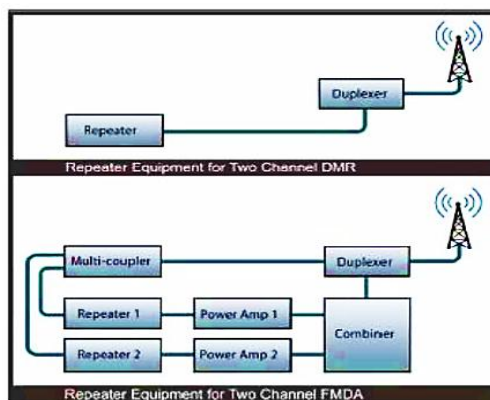 Duplexer
Repeater
Repeater Equipment for Two Channel DMR
Multi-coupler
Duplexer
Repeater 1
Power Amp 1
Combiner
Repeater 2
Power Amp 2
Repeater Equipment for Two Channel FMDA